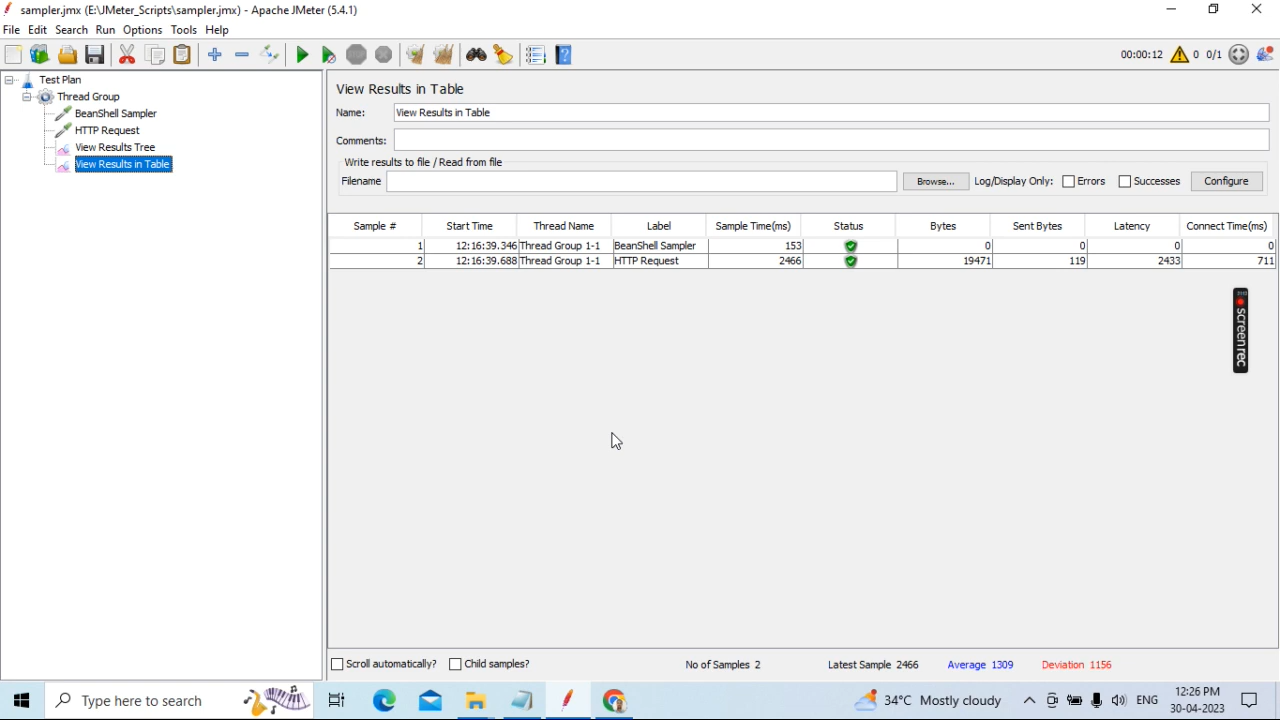 sampler.jmx (E:\JMeter_Scripts\sampler.jmx) - Apache JMeter (5.4.1)
File Edit Search Run Options Tools Help
00:00:12 0 0/1
Test Plan
Thread Group
BeanShell Sampler
HTTP Request
View Results Tree
View Results in Table
View Results in Table
Name: View Results in Table
Comments:
Write results to file / Read from file
Filename Browse... Log/Display Only: Errors Successes Configure
Sample # Start Time Thread Name Label Sample Time(ms) Status Bytes Sent Bytes Latency Connect Time(ms)
1 12:16:39.346 Thread Group 1-1 BeanShell Sampler 153 0 0 0 0
2 12:16:39.688 Thread Group 1-1 HTTP Request 2466 19471 119 2433 711
screenrec
Scroll automatically? Child samples? No of Samples 2 Latest Sample 2466 Average 1309 Deviation 1156
Type here to search 34°C Mostly cloudy ENG 12:26 PM
30-04-2023